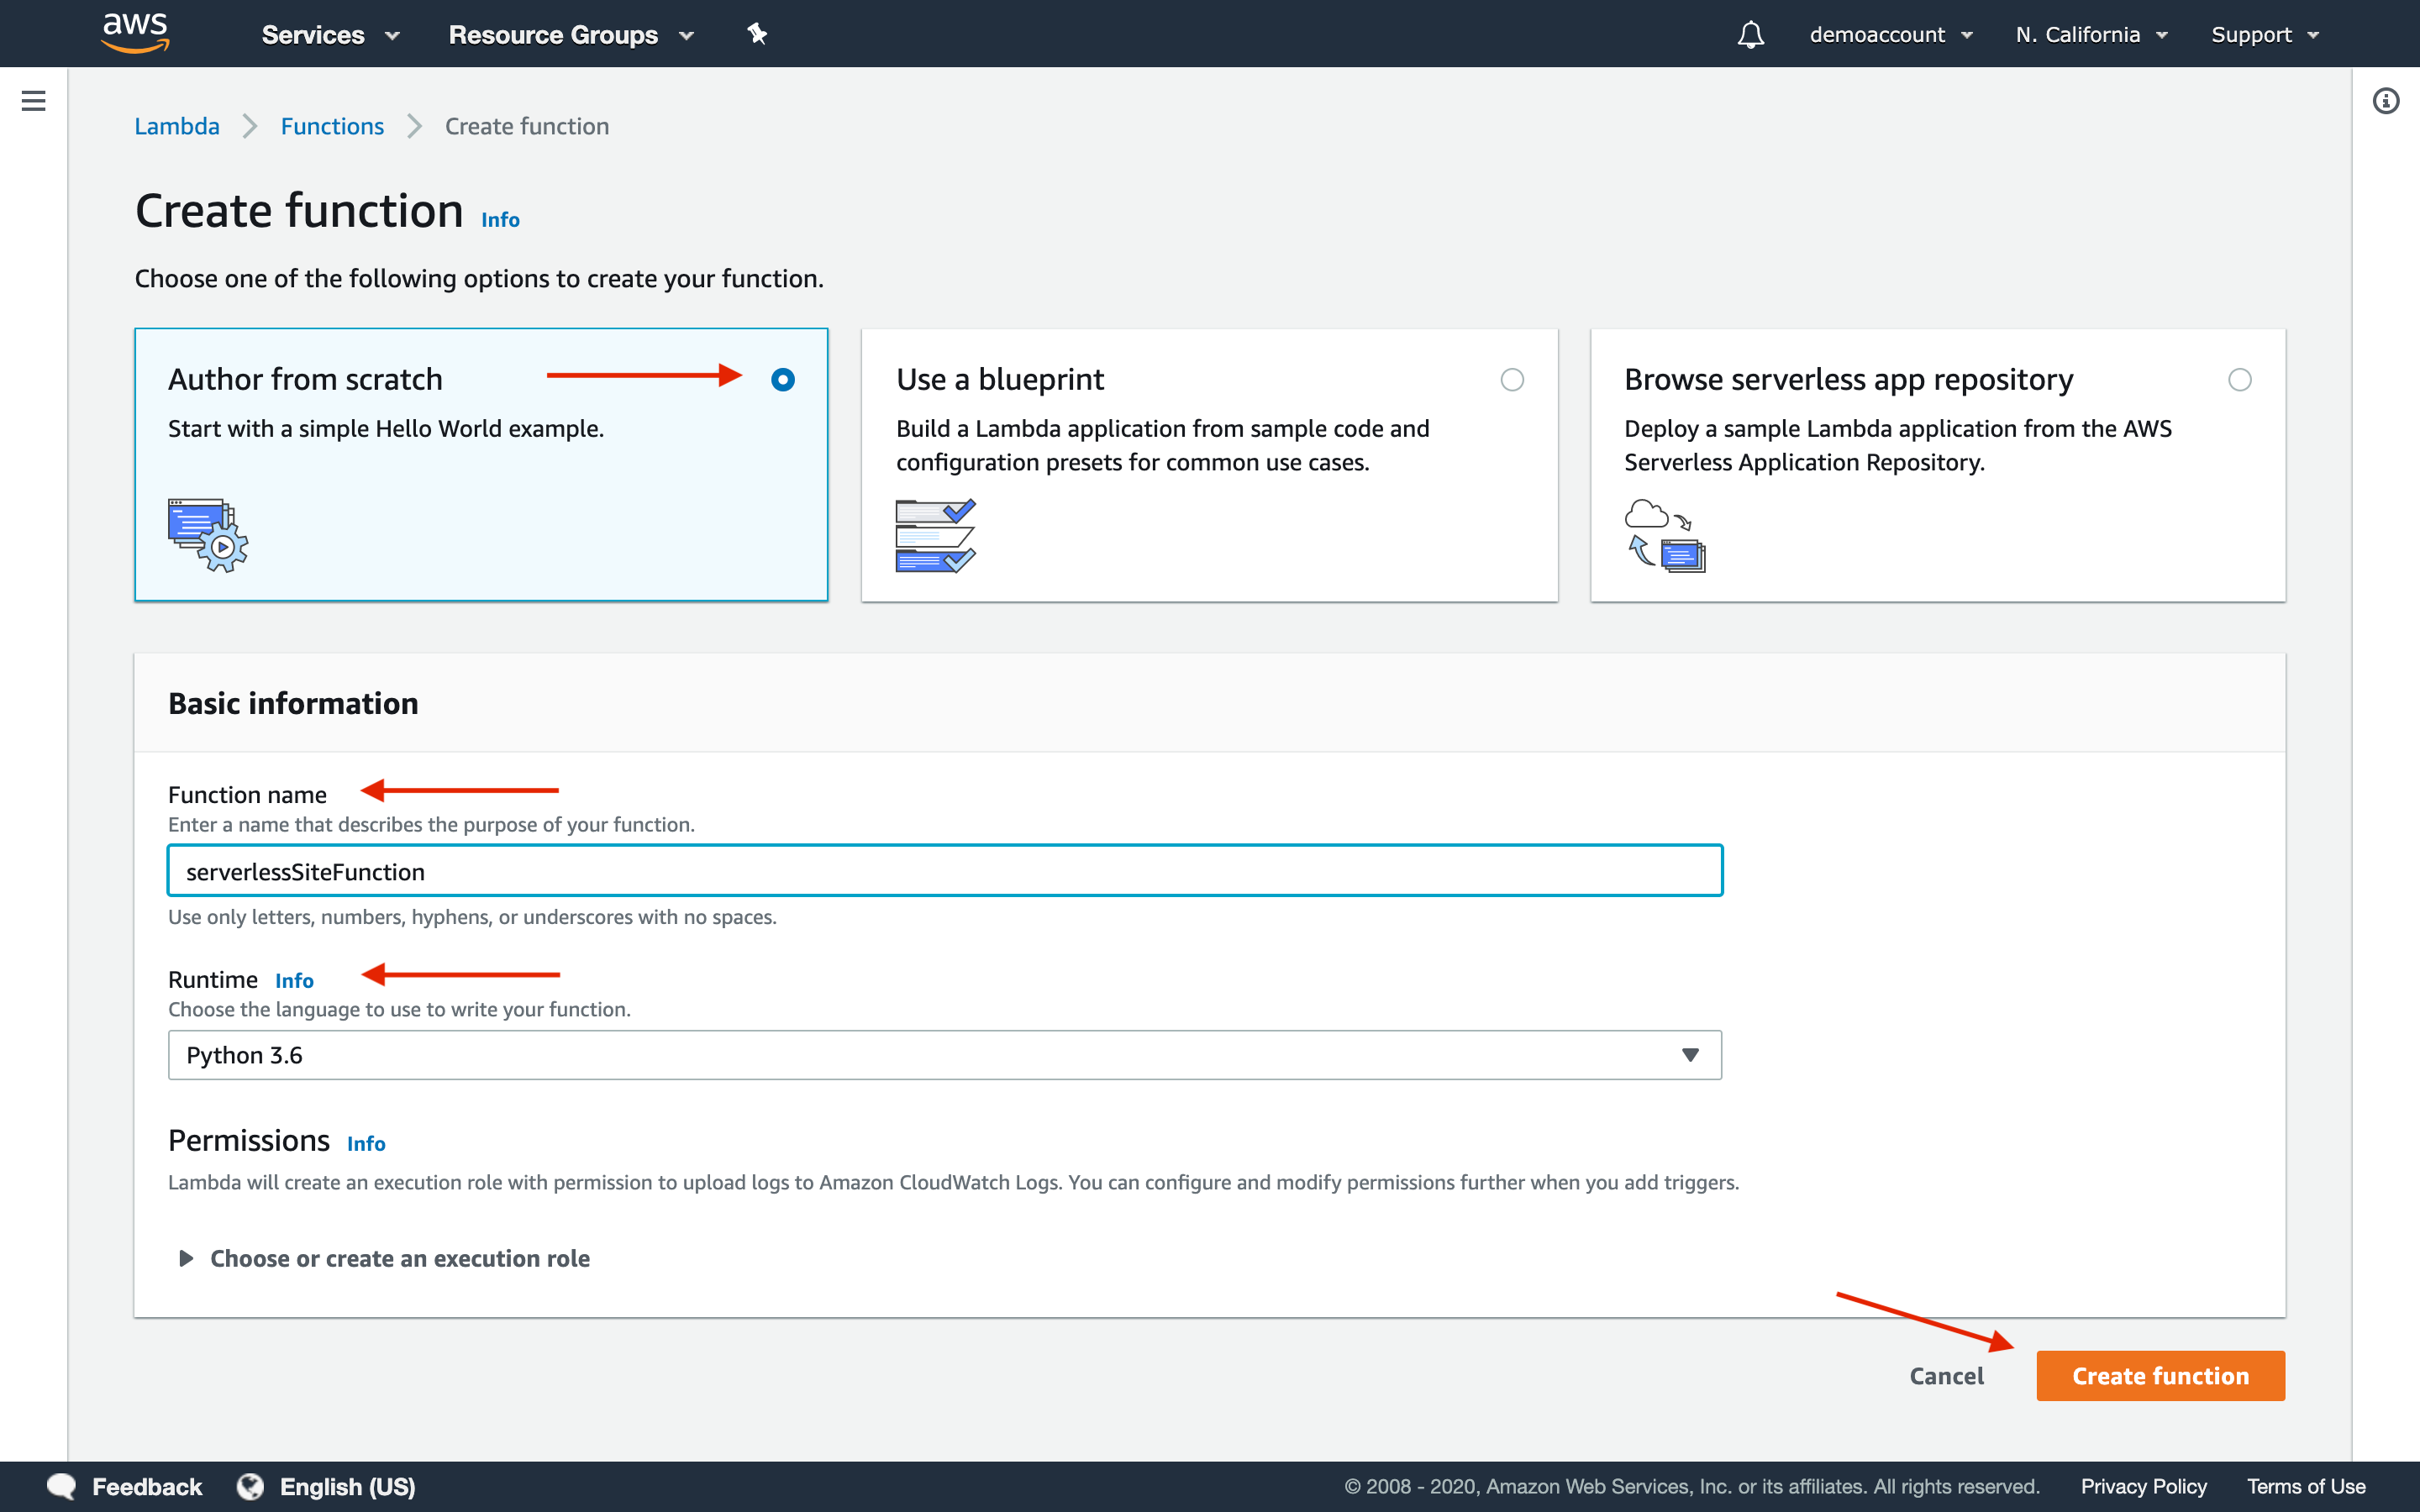 aws Services Resource Groups demoaccount N. California Support
Lambda Functions Create function
Create function Info
Choose one of the following options to create your function.
Author from scratch
Start with a simple Hello World example.
Use a blueprint
Build a Lambda application from sample code and
configuration presets for common use cases.
Browse serverless app repository
Deploy a sample Lambda application from the AWS
Serverless Application Repository.
Basic information
Function name
Enter a name that describes the purpose of your function.
serverlessSiteFunction
Use only letters, numbers, hyphens, or underscores with no spaces.
Runtime Info
Choose the language to use to write your function.
Python 3.6
Permissions Info
Lambda will create an execution role with permission to upload logs to Amazon CloudWatch Logs. You can configure and modify permissions further when you add triggers.
Choose or create an execution role
Cancel Create function
Feedback English (US) © 2008 - 2020, Amazon Web Services, Inc. or its affiliates. All rights reserved. Privacy Policy Terms of Use